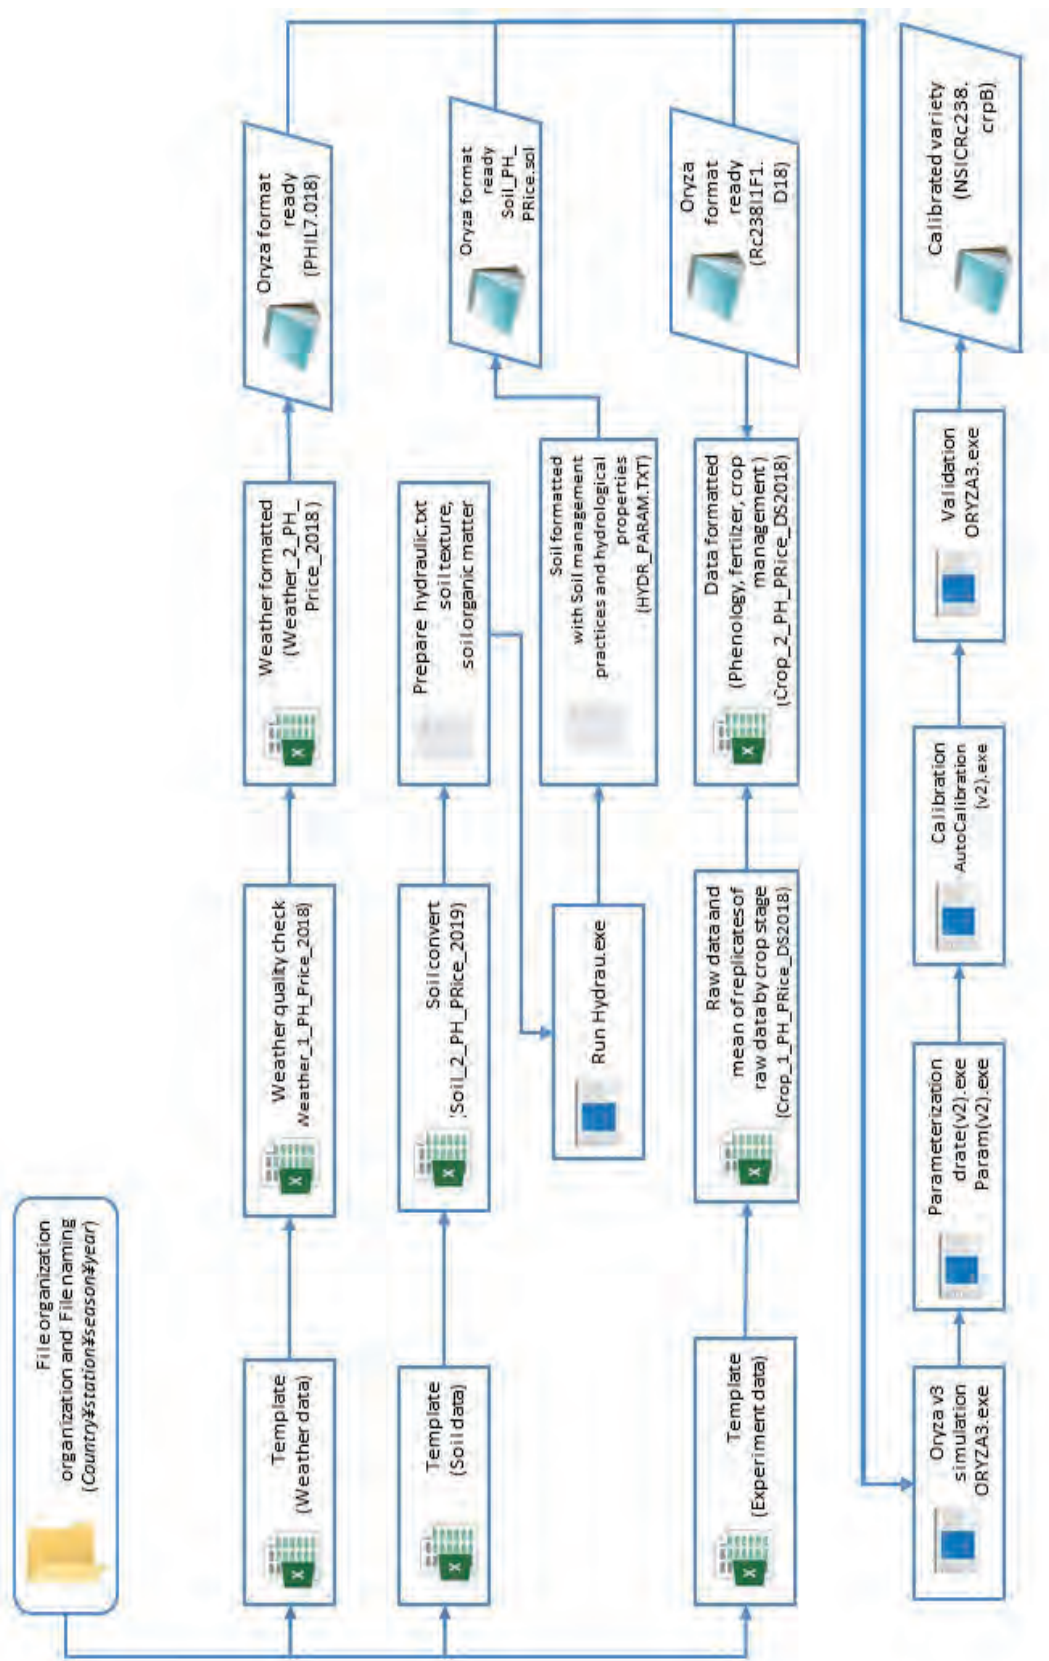 File organization
organization and File naming
(Country¥station¥season¥year)
Template
(Weather data)
Weather quality check
Weather_1_PH_Price_2018)
Weather formatted
(Weather_2_PH_
Price_2018)
Oryza format
ready
(PHIL7.018)
Template
(Soil data)
Soil convert
(Soil_2_PH_PRice_2019)
Prepare hydraulic.txt
soil texture,
soil organic matter
Oryza format
ready
Soil_PH_
PRice.sol
Run Hydrau.exe
Soil formatted
with Soil management
practices and hydrological
properties
(HYDR_PARAM.TXT)
Template
(Experiment data)
Raw data and
mean of replicates of
raw data by crop stage
(Crop_1_PH_PRice_DS2018)
Data formatted
(Phenology, fertilzer, crop
management)
(Crop_2_PH_PRice_DS2018)
Oryza
format
ready
(Rc238I1F1.
D18)
Oryza v3
simulation
ORYZA3.exe
Parameterization
drate(v2).exe
Param(v2).exe
Calibration
AutoCalibration
(v2).exe
Validation
ORYZA3.exe
Calibrated variety
(NSICRc238.
crpB)